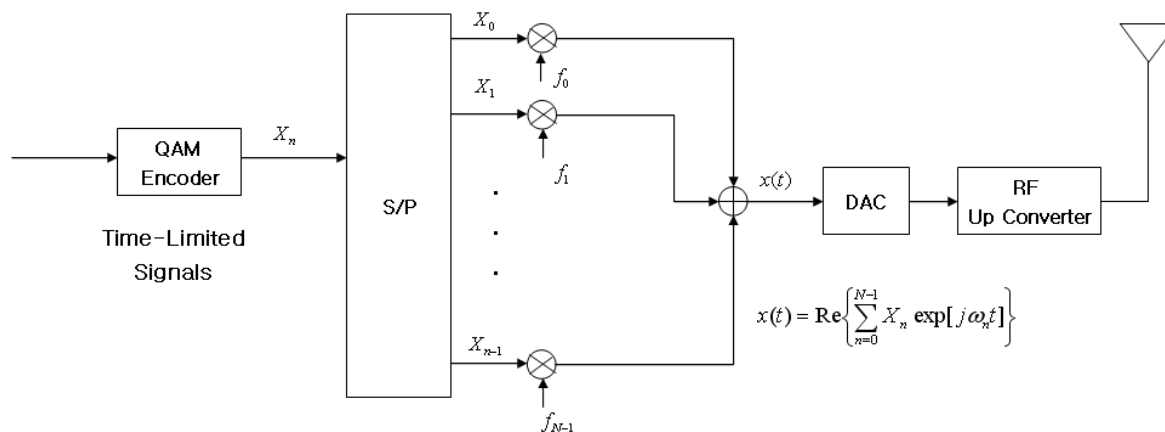 X_0
f_0
X_1
f_1
QAM
Encoder
X_n
S/P
Time-Limited
Signals
.
.
.
x(t)
DAC
RF
Up Converter
x(t) = Re{∑_{n=0}^{N-1} X_n exp[jω_n t]}
X_{n-1}
f_{N-1}